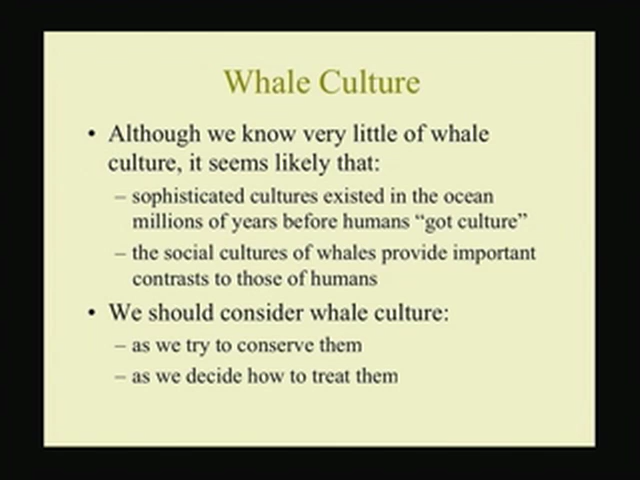 Whale Culture
• Although we know very little of whale
culture, it seems likely that:
– sophisticated cultures existed in the ocean
millions of years before humans “got culture”
– the social cultures of whales provide important
contrasts to those of humans
• We should consider whale culture:
– as we try to conserve them
– as we decide how to treat them